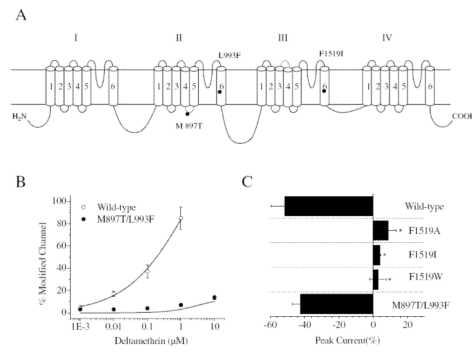 A
I II III IV
L993F F1519I
1 2 3 4 5 6 1 2 3 4 5 6 1 2 3 4 5 6 1 2 3 4 5 6
H2N COOH
M 897T
B
Wild-type
M897T/L993F
% Modified Channel
100
80
60
40
20
0
1E-3 0.01 0.1 1 10
Deltamethrin (μM)
C
Wild-type
F1519A
*
F1519I
*
F1519W
*
M897T/L993F
-60 -40 -20 0 20
Peak Current(%)